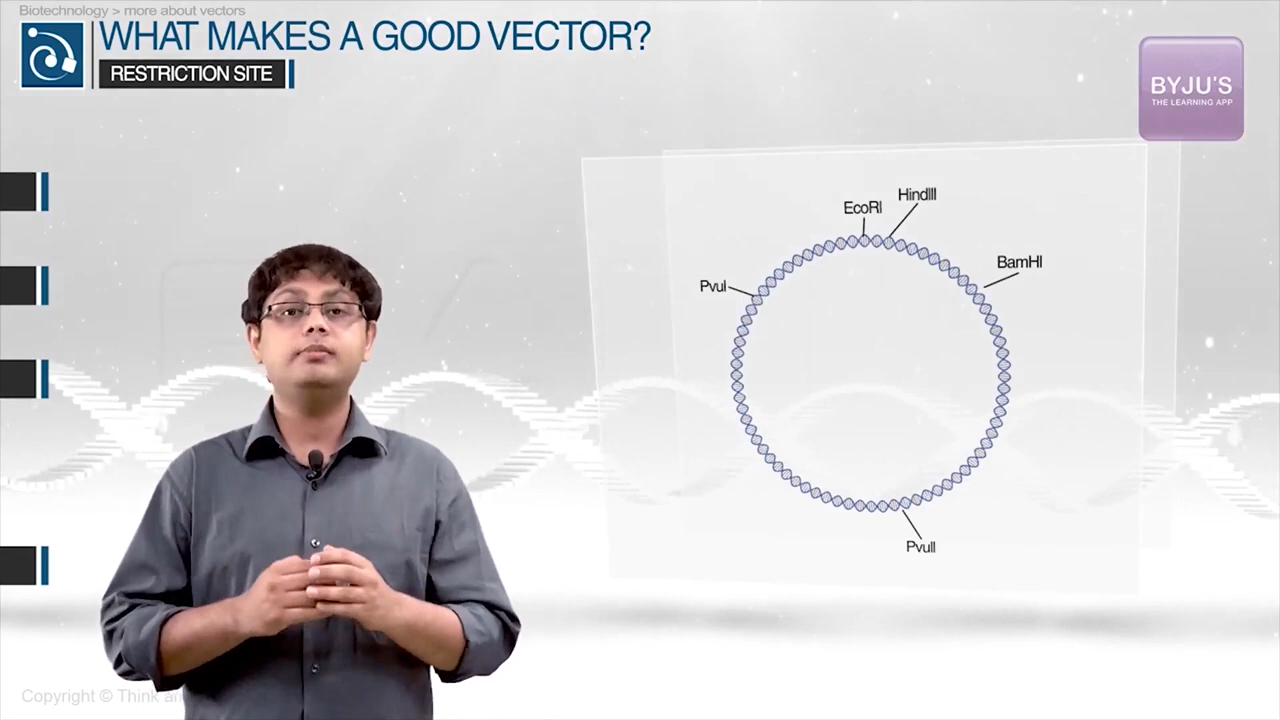 Biotechnology > more about vectors
WHAT MAKES A GOOD VECTOR?
RESTRICTION SITE
BYJU'S
THE LEARNING APP
HindIII
EcoRI
BamHI
PvuI
PvuII
Copyright © Think